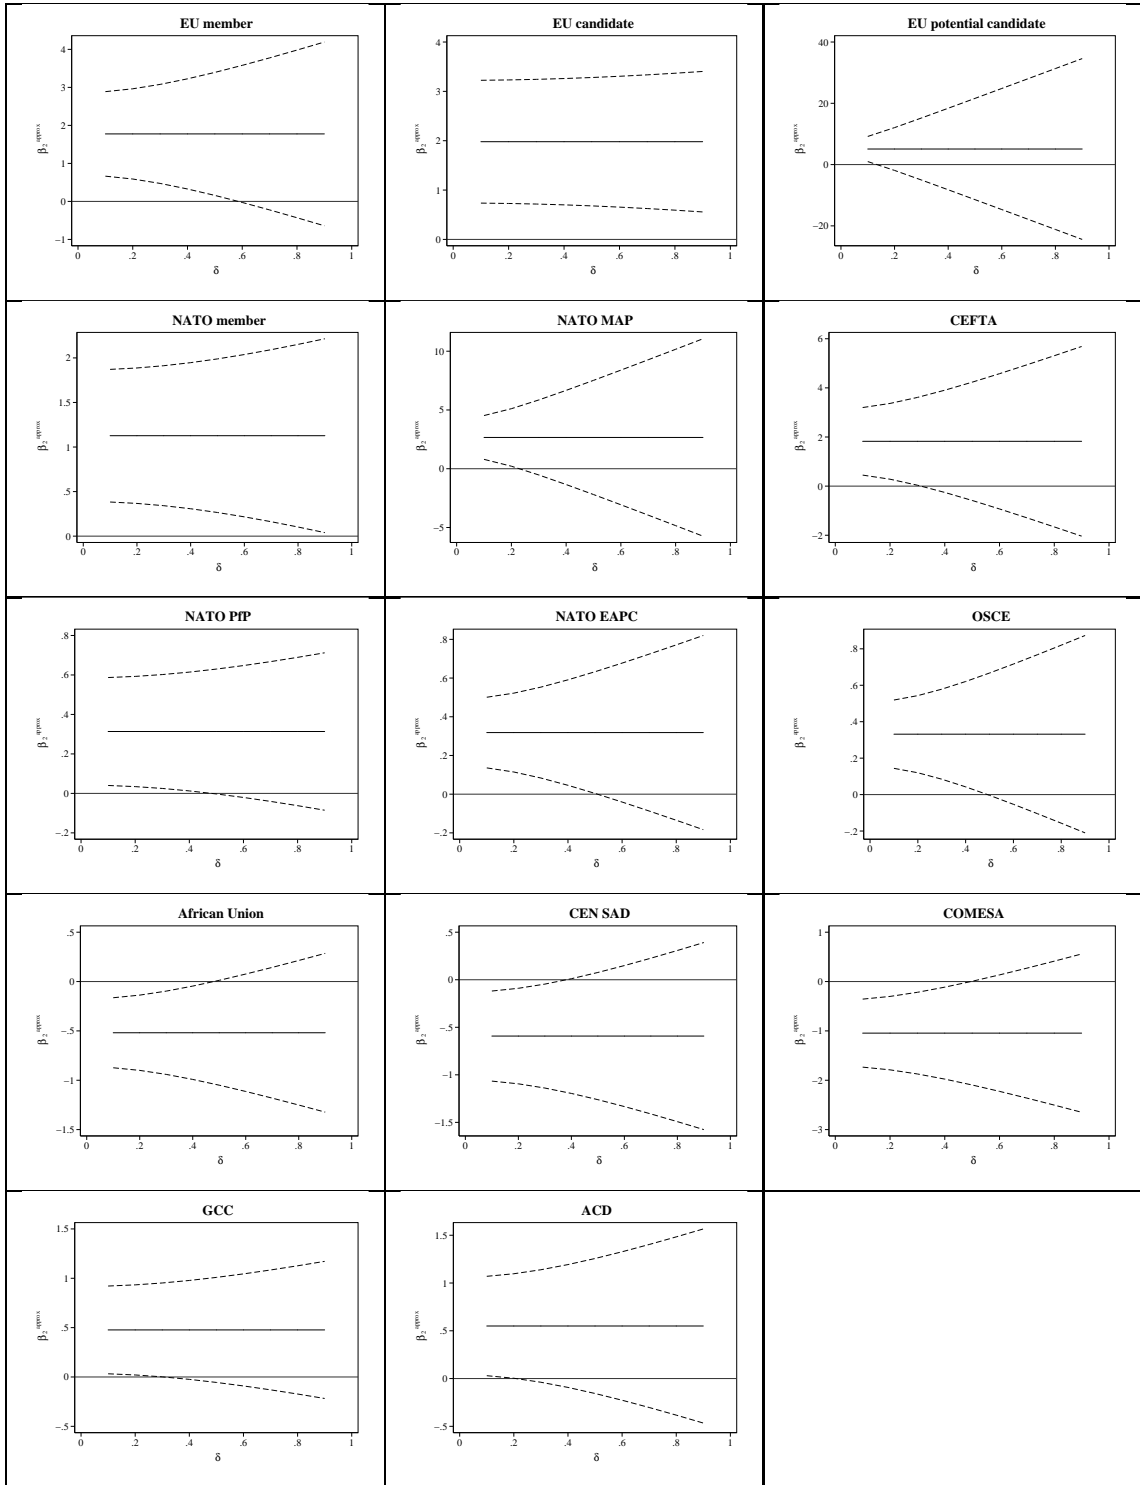 EU member
4
3
2
1
0
−1
β₂^approx
0 .2 .4 .6 .8 1
δ
EU candidate
4
3
2
1
0
β₂^approx
0 .2 .4 .6 .8 1
δ
EU potential candidate
40
20
0
−20
β₂^approx
0 .2 .4 .6 .8 1
δ
NATO member
2
1.5
1
.5
0
β₂^approx
0 .2 .4 .6 .8 1
δ
NATO MAP
10
5
0
−5
β₂^approx
0 .2 .4 .6 .8 1
δ
CEFTA
6
4
2
0
−2
β₂^approx
0 .2 .4 .6 .8 1
δ
NATO PfP
.8
.6
.4
.2
0
−.2
β₂^approx
0 .2 .4 .6 .8 1
δ
NATO EAPC
.8
.6
.4
.2
0
−.2
β₂^approx
0 .2 .4 .6 .8 1
δ
OSCE
.8
.6
.4
.2
0
−.2
β₂^approx
0 .2 .4 .6 .8 1
δ
African Union
.5
0
−.5
−1
−1.5
β₂^approx
0 .2 .4 .6 .8 1
δ
CEN SAD
.5
0
−.5
−1
−1.5
β₂^approx
0 .2 .4 .6 .8 1
δ
COMESA
1
0
−1
−2
−3
β₂^approx
0 .2 .4 .6 .8 1
δ
GCC
1.5
1
.5
0
−.5
β₂^approx
0 .2 .4 .6 .8 1
δ
ACD
1.5
1
.5
0
−.5
β₂^approx
0 .2 .4 .6 .8 1
δ